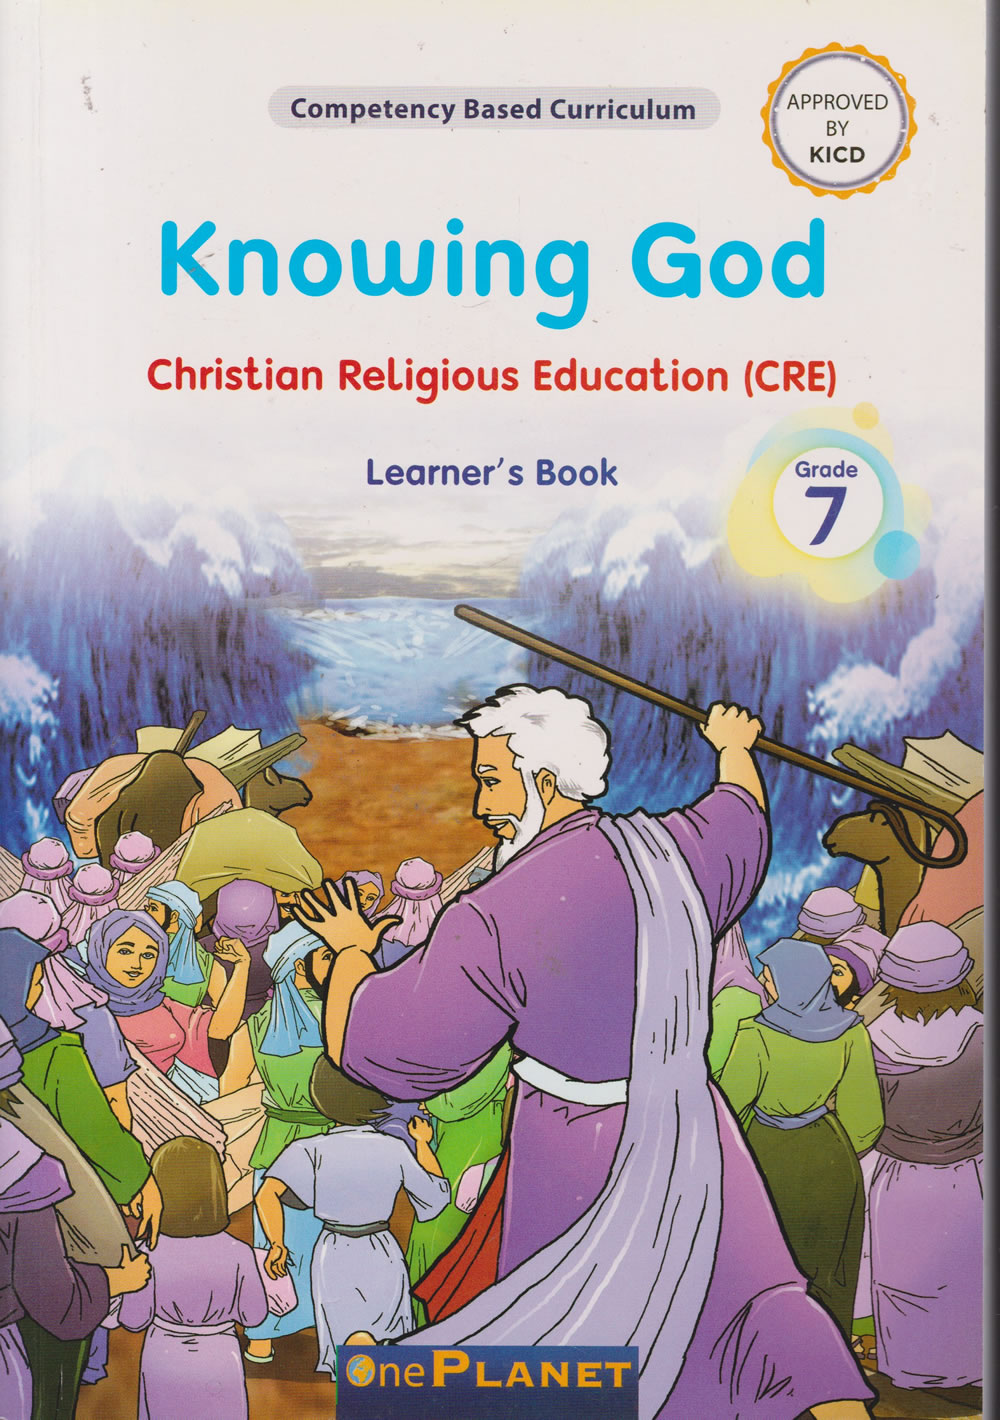 Competency Based Curriculum
APPROVED
BY
KICD
Knowing God
Christian Religious Education (CRE)
Learner's Book
Grade
7
OnePLANET